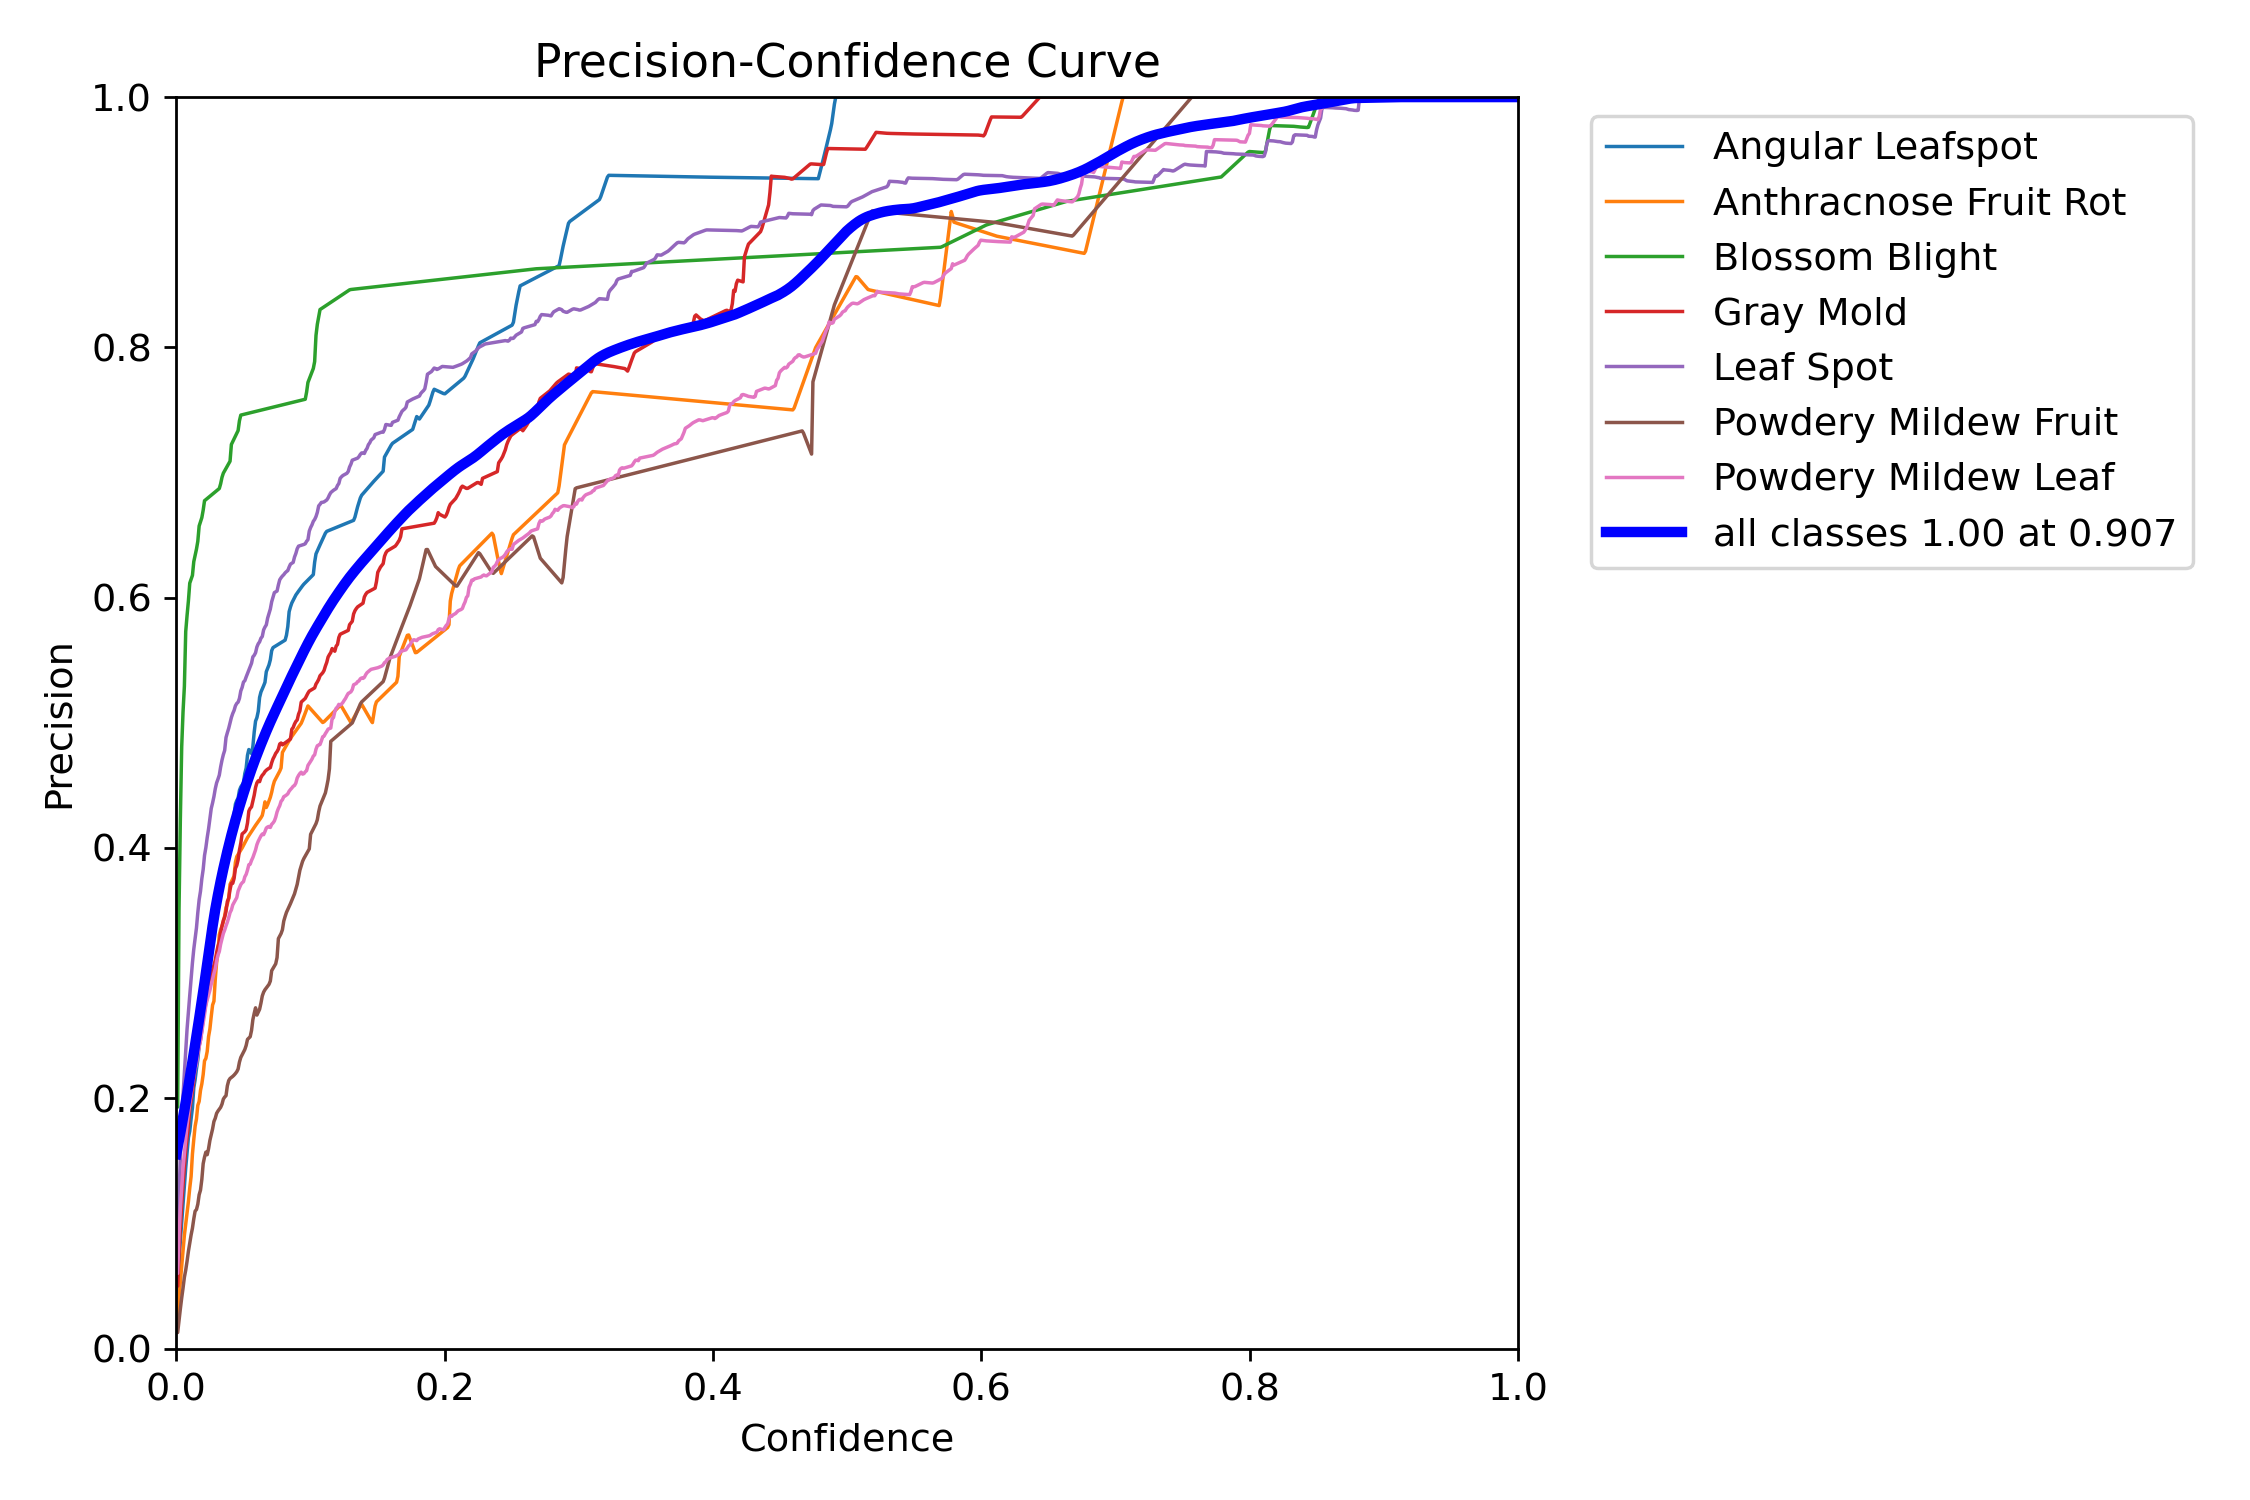 Precision-Confidence Curve
1.0
0.8
0.6
0.4
0.2
0.0
Precision
0.0 0.2 0.4 0.6 0.8 1.0
Confidence
Angular Leafspot
Anthracnose Fruit Rot
Blossom Blight
Gray Mold
Leaf Spot
Powdery Mildew Fruit
Powdery Mildew Leaf
all classes 1.00 at 0.907